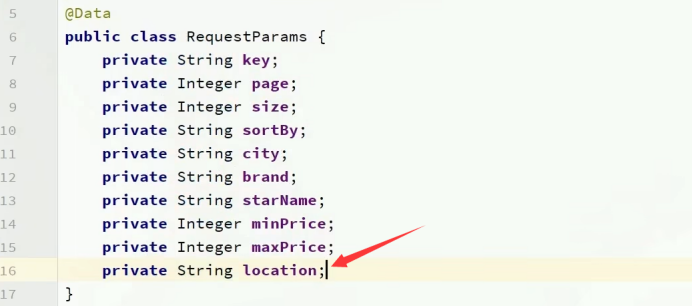 5 @Data
6 public class RequestParams {
7 private String key;
8 private Integer page;
9 private Integer size;
10 private String sortBy;
11 private String city;
12 private String brand;
13 private String starName;
14 private Integer minPrice;
15 private Integer maxPrice;
16 private String location;
17 }